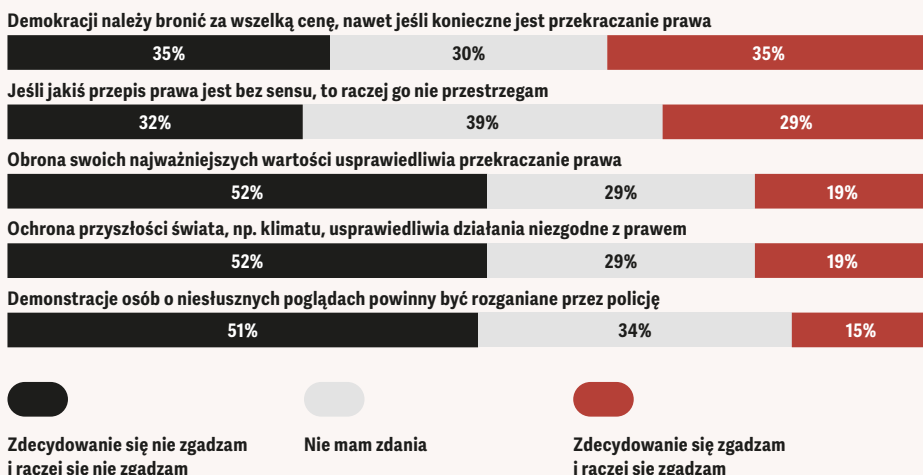 Demokracji należy bronić za wszelką cenę, nawet jeśli konieczne jest przekraczanie prawa
35% 30% 35%
Jeśli jakiś przepis prawa jest bez sensu, to raczej go nie przestrzegam
32% 39% 29%
Obrona swoich najważniejszych wartości usprawiedliwia przekraczanie prawa
52% 29% 19%
Ochrona przyszłości świata, np. klimatu, usprawiedliwia działania niezgodne z prawem
52% 29% 19%
Demonstracje osób o niesłusznych poglądach powinny być rozganiane przez policję
51% 34% 15%
Zdecydowanie się nie zgadzam
i raczej się nie zgadzam
Nie mam zdania
Zdecydowanie się zgadzam
i raczej się zgadzam